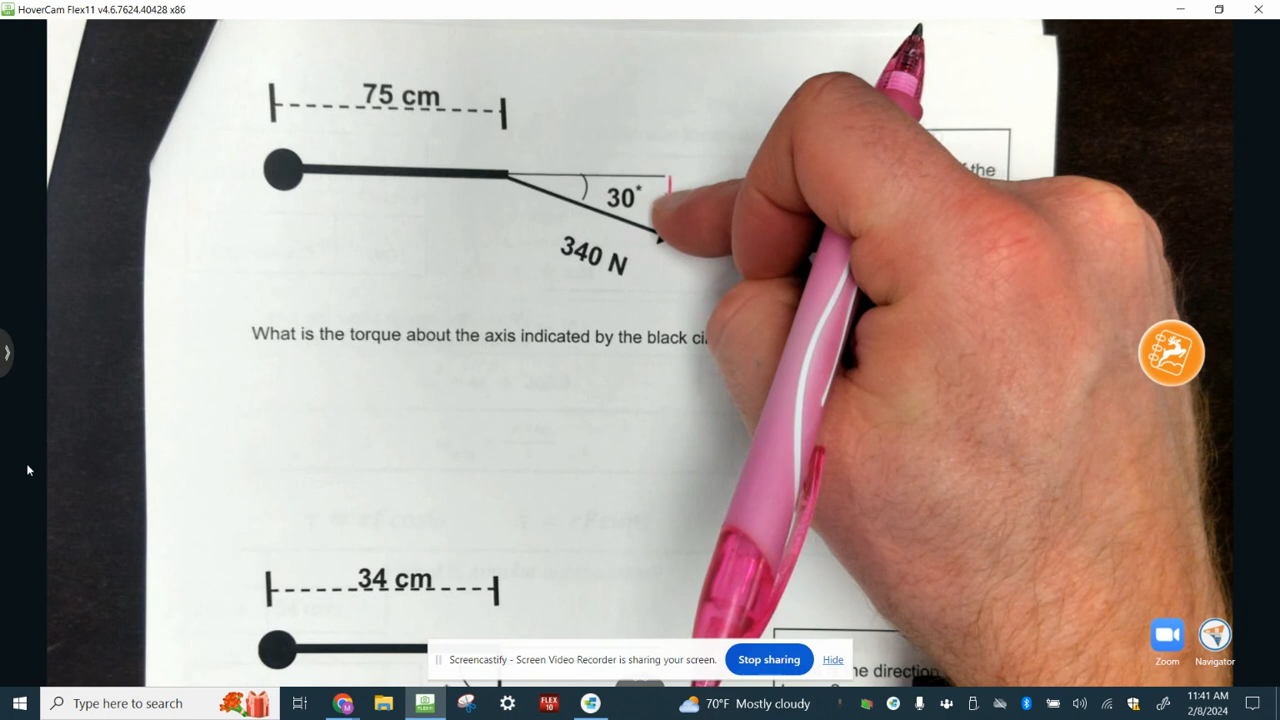 HoverCam Flex11 v4.6.7624.40428 x86
75 cm
the
30°
340 N
What is the torque about the axis indicated by the black
34 cm
Screencastify - Screen Video Recorder is sharing your screen.
Stop sharing
Hide
he direction
Zoom
Navigator
Type here to search
FLEX 10
70°F Mostly cloudy
11:41 AM
2/8/2024